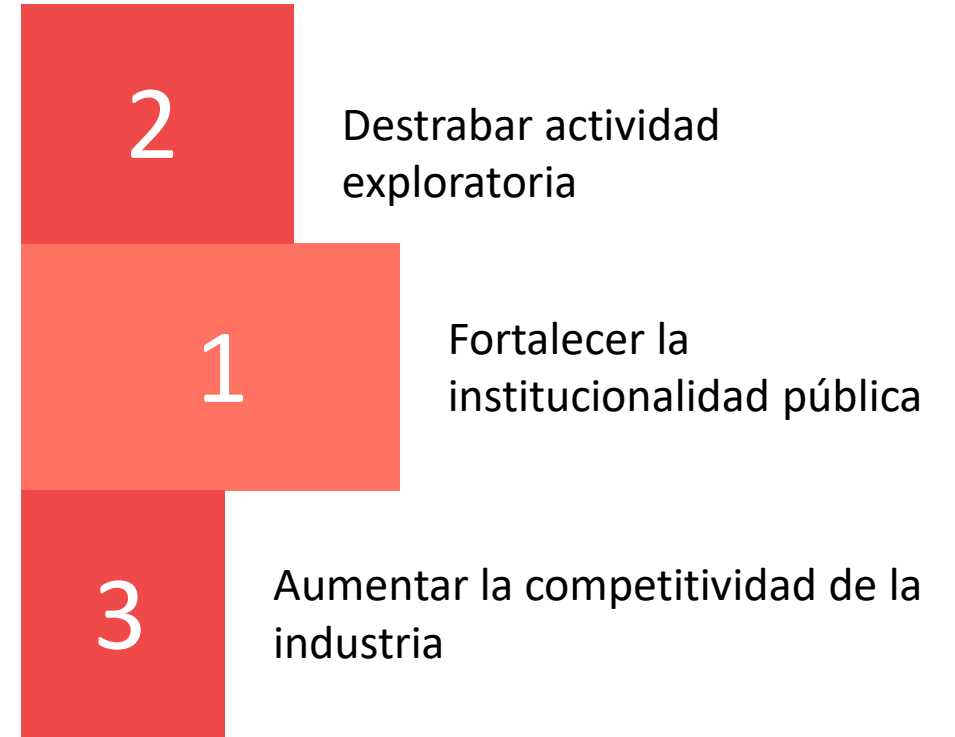 2
Destrabar actividad
exploratoria
1
Fortalecer la
institucionalidad pública
3
Aumentar la competitividad de la
industria